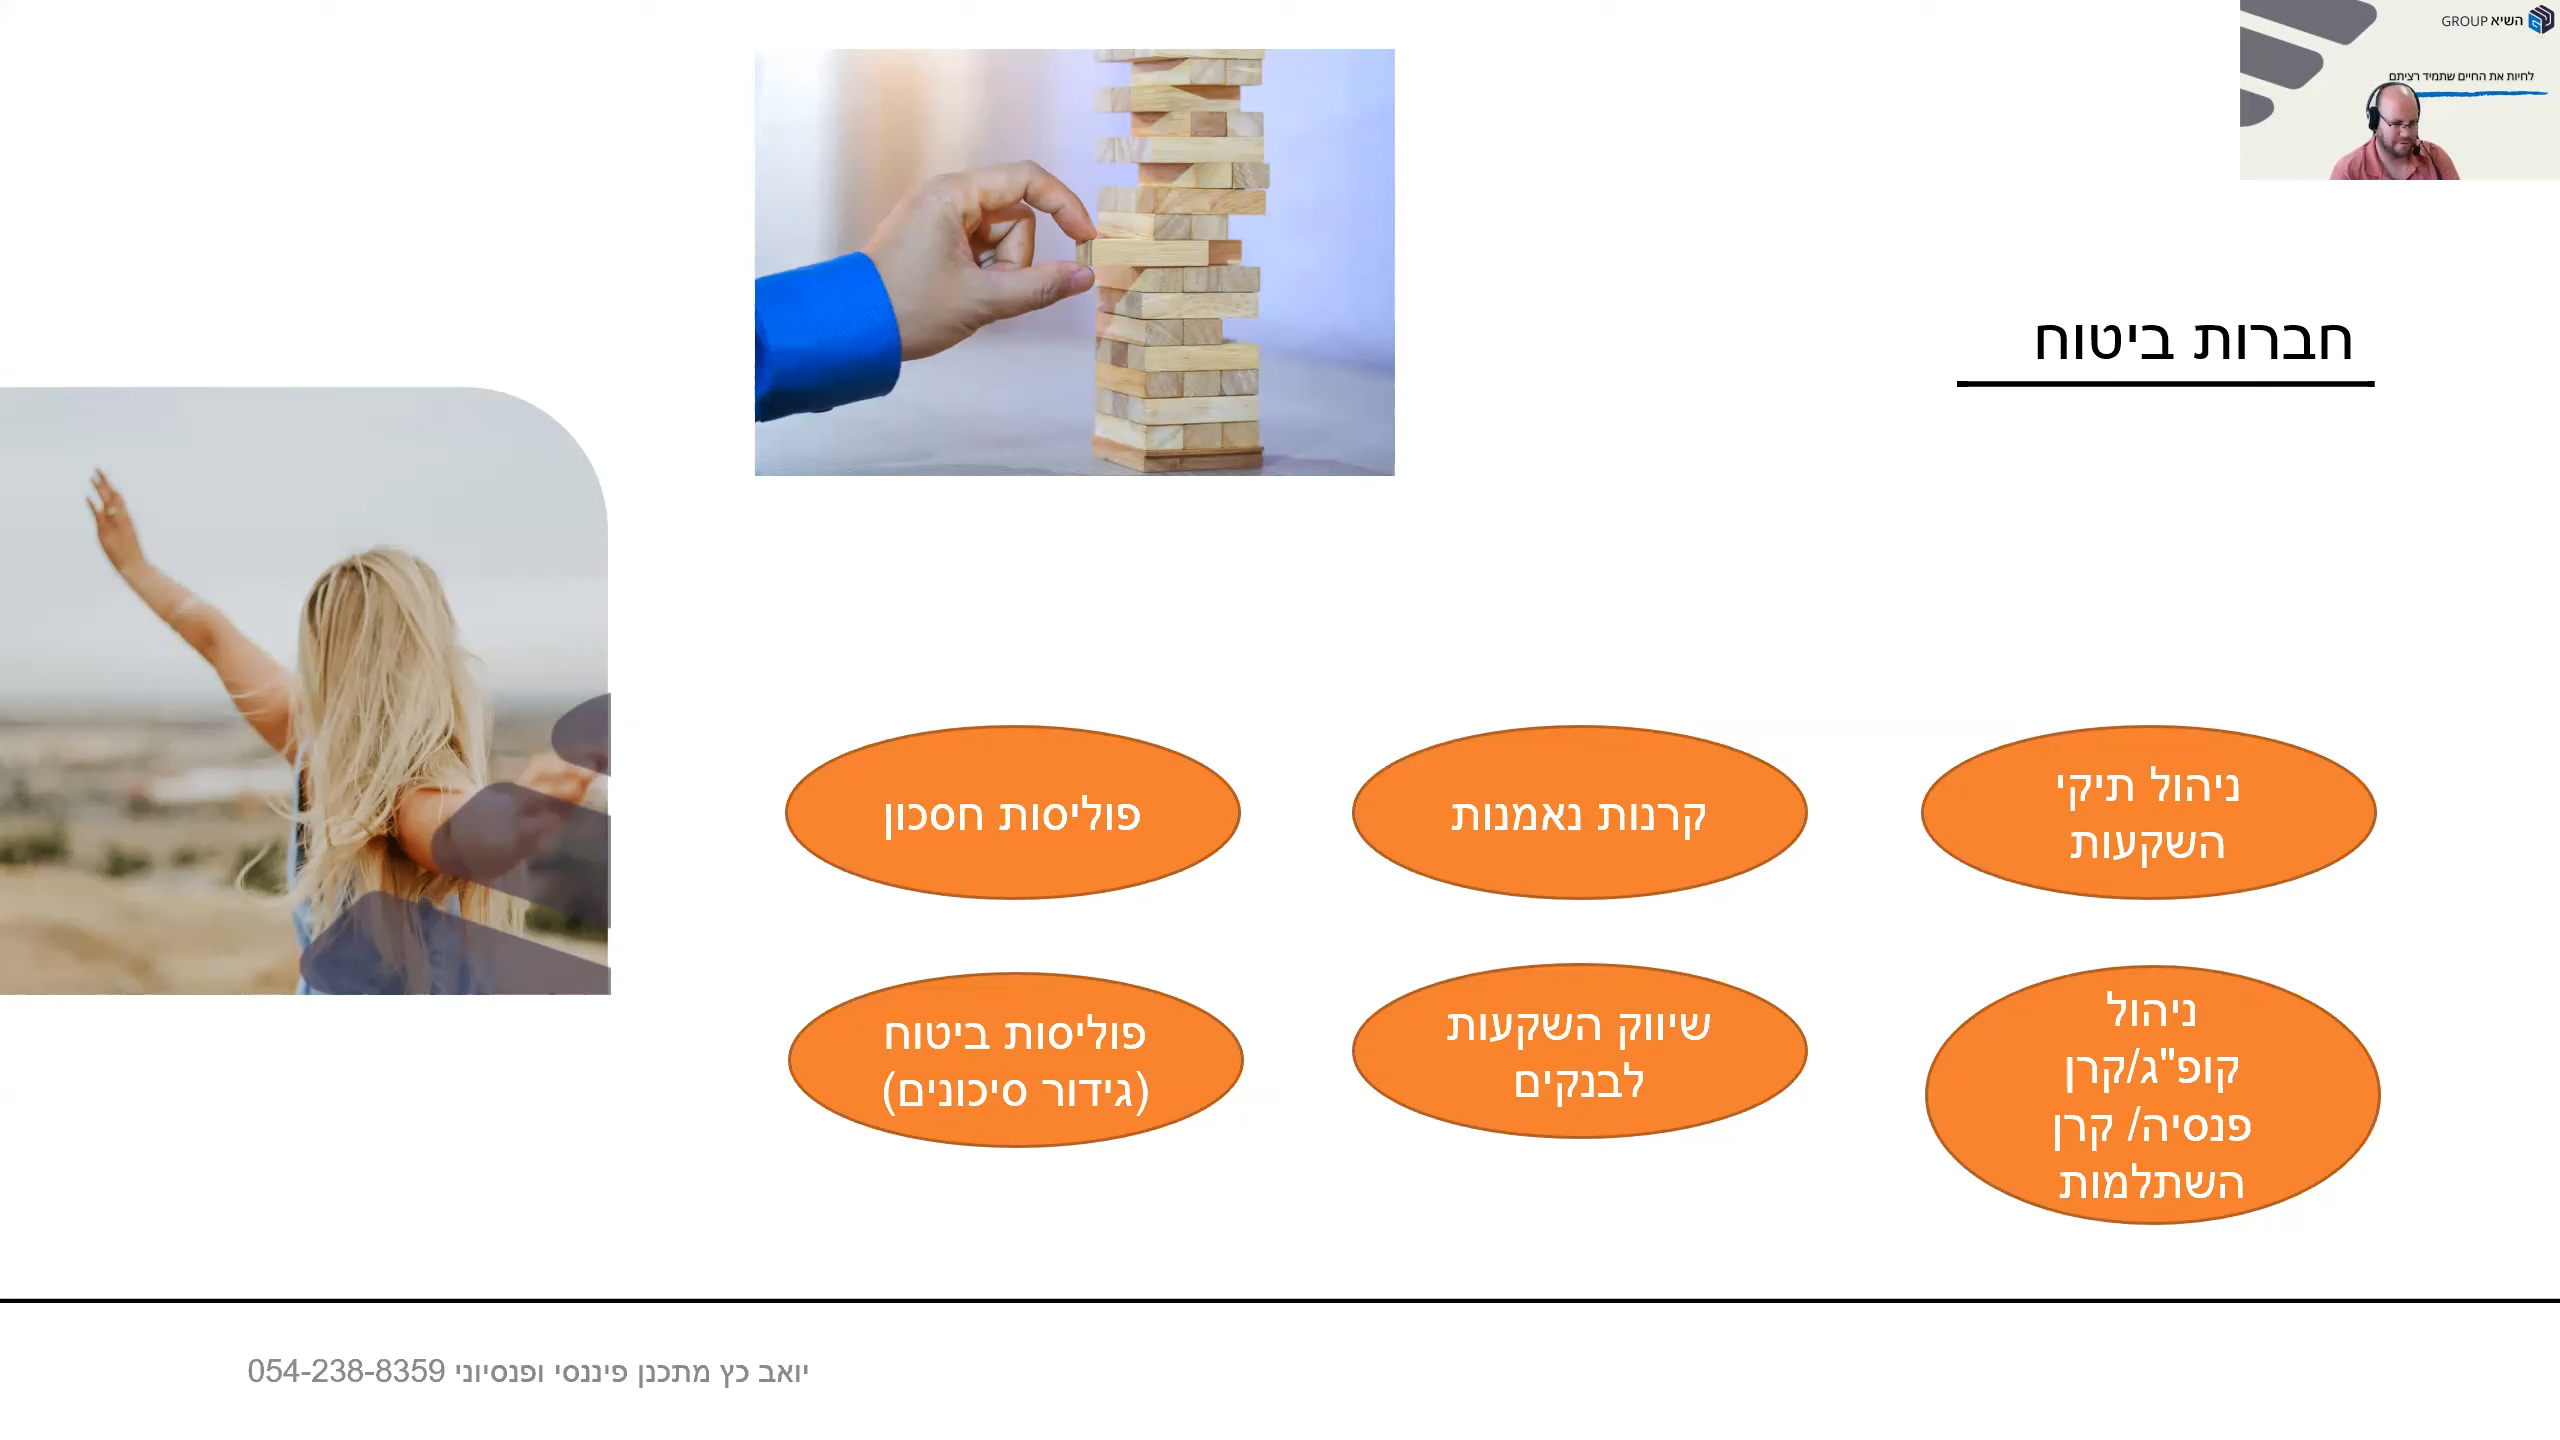 השיא GROUP
לחיות את החיים שתמיד רציתם
חברות ביטוח
ניהול תיקי
השקעות
קרנות נאמנות
פוליסות חסכון
ניהול
קופ"ג/קרן
פנסיה/ קרן
השתלמות
שיווק השקעות
לבנקים
פוליסות ביטוח
(גידור סיכונים)
יואב כץ מתכנן פיננסי ופנסיוני 054-238-8359